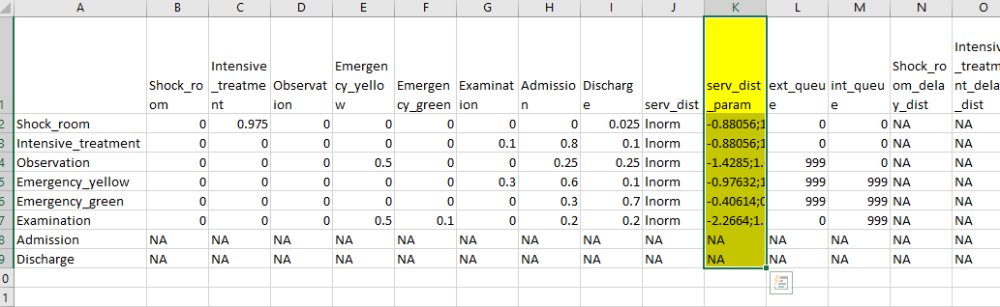 A B C D E F G H I J K L M N O
1 Shock_room Intensive_treatment Observation Emergency_yellow Emergency_green Examination Admission Discharge serv_dist serv_dist_param ext_queue int_queue Shock_room_delay_dist Intensiv_treatment_dela_dist
2 Shock_room 0 0.975 0 0 0 0 0 0.025 lnorm -0.88056;1 0 0 NA NA
3 Intensive_treatment 0 0 0 0 0 0.1 0.8 0.1 lnorm -0.88056;1 0 0 NA NA
4 Observation 0 0 0 0.5 0 0 0.25 0.25 lnorm -1.4285;1. 999 0 NA NA
5 Emergency_yellow 0 0 0 0 0 0.3 0.6 0.1 lnorm -0.97632;1 999 999 NA NA
6 Emergency_green 0 0 0 0 0 0 0.3 0.7 lnorm -0.40614;0 999 999 NA NA
7 Examination 0 0 0 0.5 0.1 0 0.2 0.2 lnorm -2.2664;1. 0 999 NA NA
8 Admission NA NA NA NA NA NA NA NA NA NA NA NA NA NA
9 Discharge NA NA NA NA NA NA NA NA NA NA NA NA NA NA
0
1